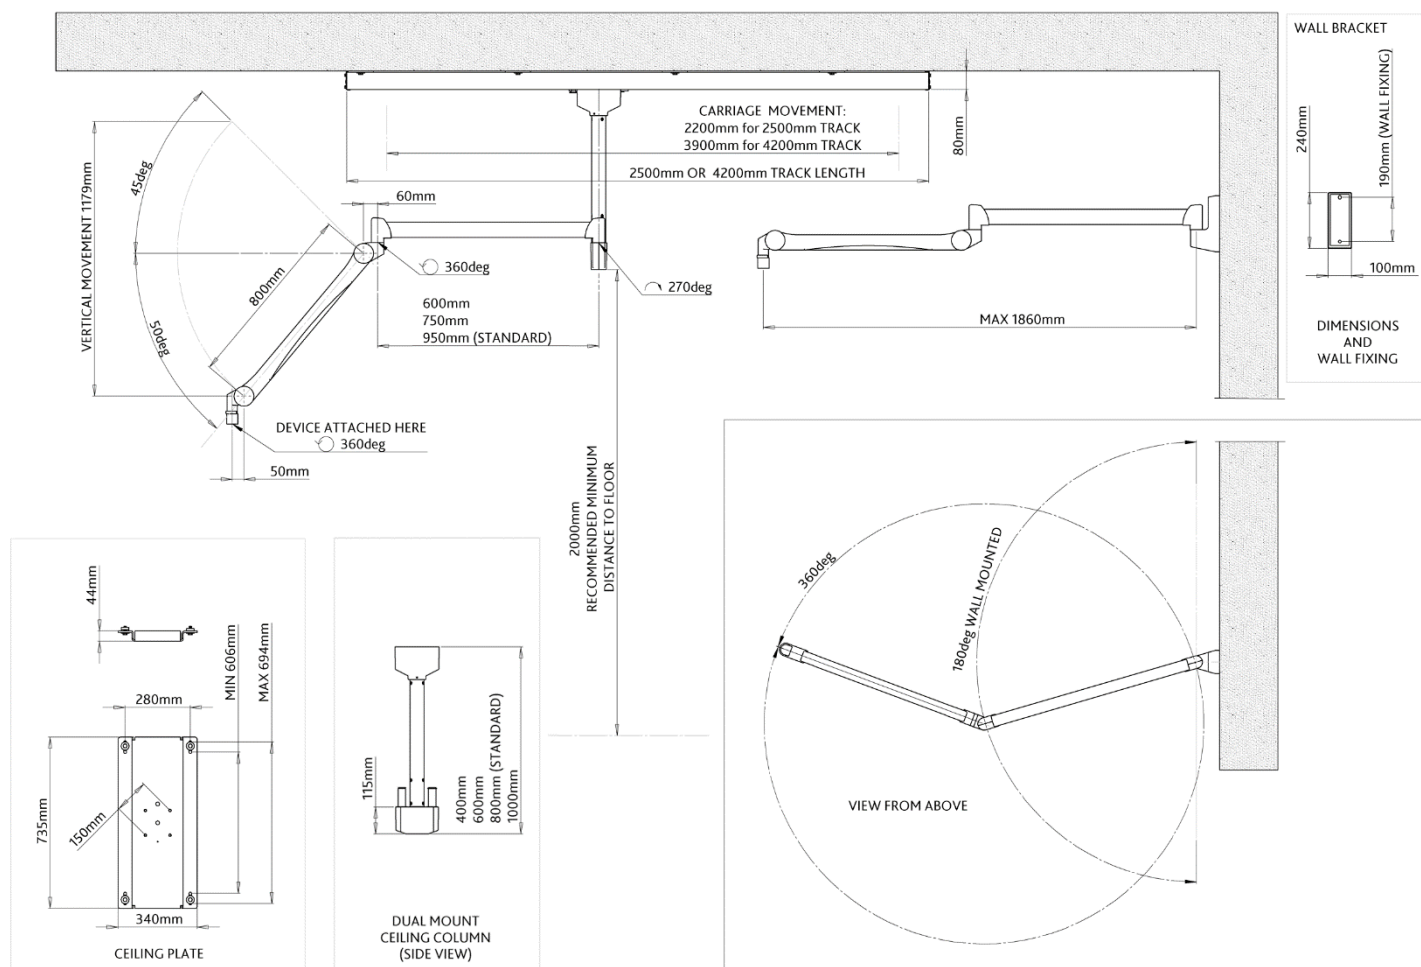 WALL BRACKET
240mm
190mm (WALL FIXING)
100mm
DIMENSIONS
AND
WALL FIXING
CARRIAGE MOVEMENT:
2200mm for 2500mm TRACK
3900mm for 4200mm TRACK
80mm
2500mm OR 4200mm TRACK LENGTH
VERTICAL MOVEMENT 1179mm
45deg
60mm
800mm
360deg
270deg
50deg
600mm
750mm
950mm (STANDARD)
MAX 1860mm
DEVICE ATTACHED HERE
360deg
50mm
2000mm
RECOMMENDED MINIMUM
DISTANCE TO FLOOR
44mm
280mm
MIN 606mm
MAX 694mm
735mm
150mm
340mm
CEILING PLATE
115mm
400mm
600mm
800mm (STANDARD)
1000mm
DUAL MOUNT
CEILING COLUMN
(SIDE VIEW)
360deg
180deg WALL MOUNTED
VIEW FROM ABOVE